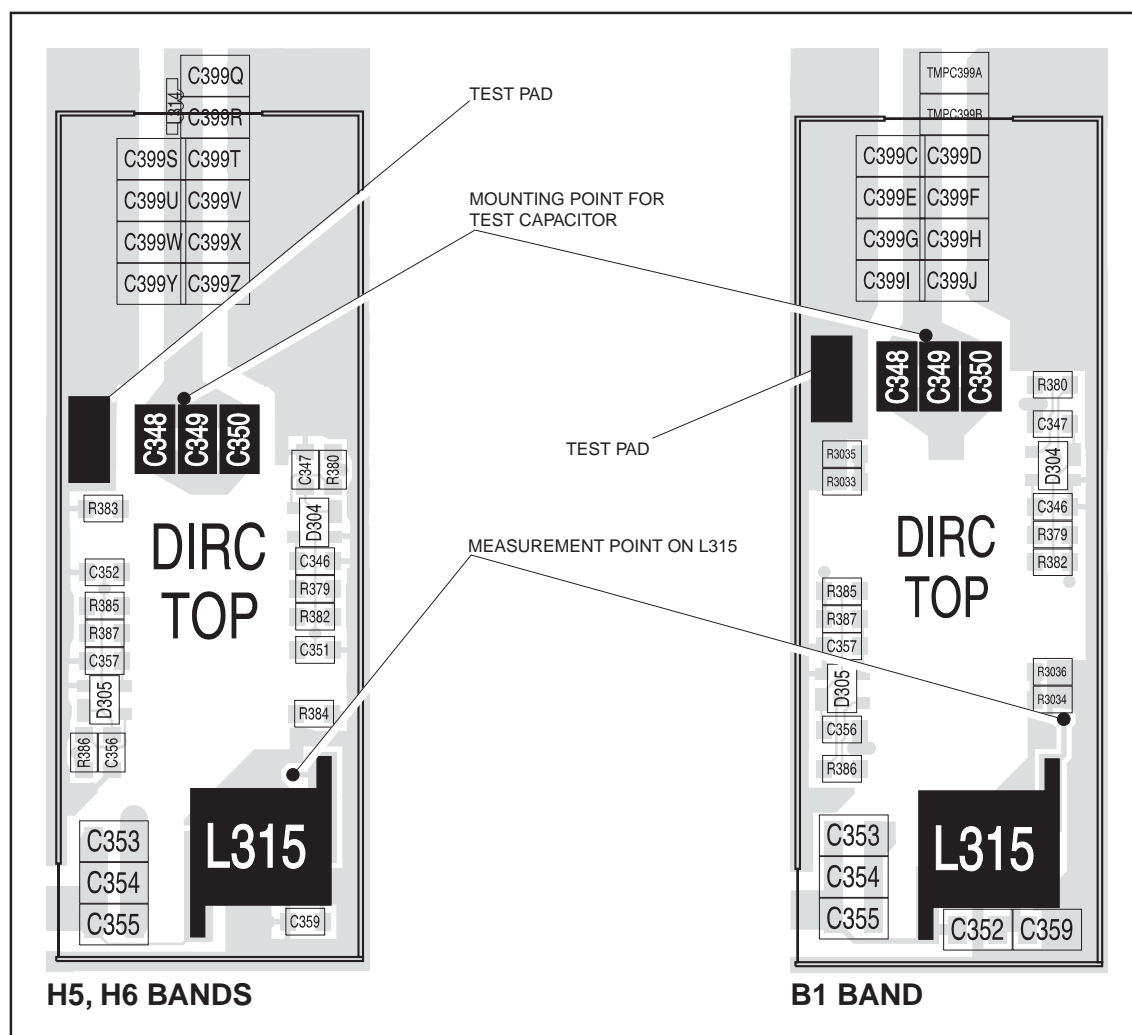 C399Q
L314
C399R
C399S C399T
C399U C399V
C399W C399X
C399Y C399Z
C348 C349 C350
C347 R380
R383
D304
DIRC
TOP
C352
C346
R385
R379
R387
R382
C357
C351
D305
R384
R386 C356
L315
C353
C354
C355
C359
H5, H6 BANDS
TEST PAD
MOUNTING POINT FOR
TEST CAPACITOR
TEST PAD
MEASUREMENT POINT ON L315
TMPC399A
TMPC399B
C399C C399D
C399E C399F
C399G C399H
C399I C399J
C348 C349 C350
R380
C347
R3035
R3033
D304
C346
R379
R382
DIRC
TOP
R385
R387
C357
R3036
R3034
D305
C356
R386
L315
C353
C354
C355
C352 C359
B1 BAND